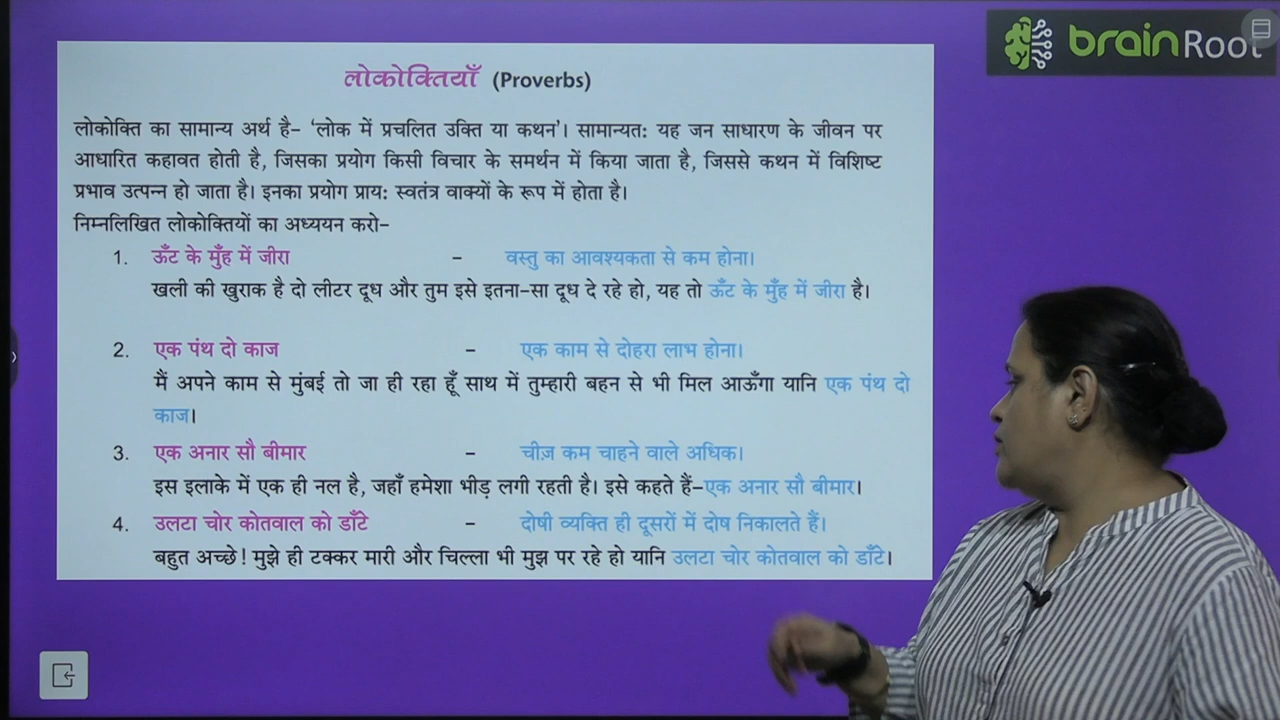 brainRoot
लोकोक्तियाँ (Proverbs)
लोकोक्ति का सामान्य अर्थ है– ‘लोक में प्रचलित उक्ति या कथन’। सामान्यत: यह जन साधारण के जीवन पर
आधारित कहावत होती है, जिसका प्रयोग किसी विचार के समर्थन में किया जाता है, जिससे कथन में विशिष्ट
प्रभाव उत्पन्न हो जाता है। इनका प्रयोग प्राय: स्वतंत्र वाक्यों के रूप में होता है।
निम्नलिखित लोकोक्तियों का अध्ययन करो–
1. ऊँट के मुँह में जीरा – वस्तु का आवश्यकता से कम होना।
खली की खुराक है दो लीटर दूध और तुम इसे इतना–सा दूध दे रहे हो, यह तो ऊँट के मुँह में जीरा है।
2. एक पंथ दो काज – एक काम से दोहरा लाभ होना।
मैं अपने काम से मुंबई तो जा ही रहा हूँ साथ में तुम्हारी बहन से भी मिल आऊँगा यानि एक पंथ दो
काज।
3. एक अनार सौ बीमार – चीज़ कम चाहने वाले अधिक।
इस इलाके में एक ही नल है, जहाँ हमेशा भीड़ लगी रहती है। इसे कहते हैं–एक अनार सौ बीमार।
4. उलटा चोर कोतवाल को डाँटे – दोषी व्यक्ति ही दूसरों में दोष निकालते हैं।
बहुत अच्छे! मुझे ही टक्कर मारी और चिल्ला भी मुझ पर रहे हो यानि उलटा चोर कोतवाल को डाँटे।